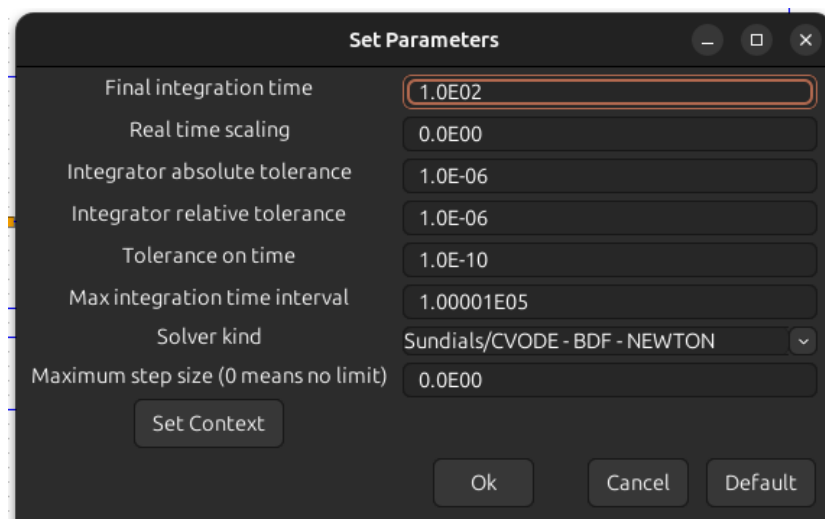 Set Parameters
Final integration time 1.0E02
Real time scaling 0.0E00
Integrator absolute tolerance 1.0E-06
Integrator relative tolerance 1.0E-06
Tolerance on time 1.0E-10
Max integration time interval 1.00001E05
Solver kind Sundials/CVODE - BDF - NEWTON
Maximum step size (0 means no limit) 0.0E00
Set Context
Ok Cancel Default